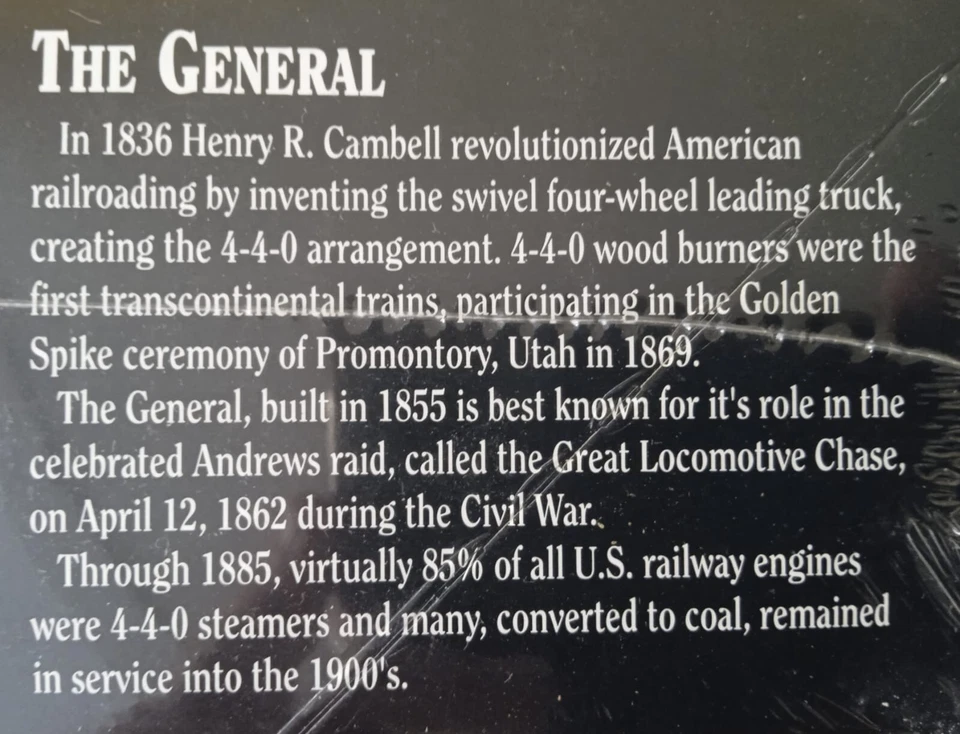 THE GENERAL
In 1836 Henry R. Cambell revolutionized American
railroading by inventing the swivel four-wheel leading truck,
creating the 4-4-0 arrangement. 4-4-0 wood burners were the
first transcontinental trains, participating in the Golden
Spike ceremony of Promontory, Utah in 1869.
The General, built in 1855 is best known for it's role in the
celebrated Andrews raid, called the Great Locomotive Chase,
on April 12, 1862 during the Civil War.
Through 1885, virtually 85% of all U.S. railway engines
were 4-4-0 steamers and many, converted to coal, remained
in service into the 1900's.